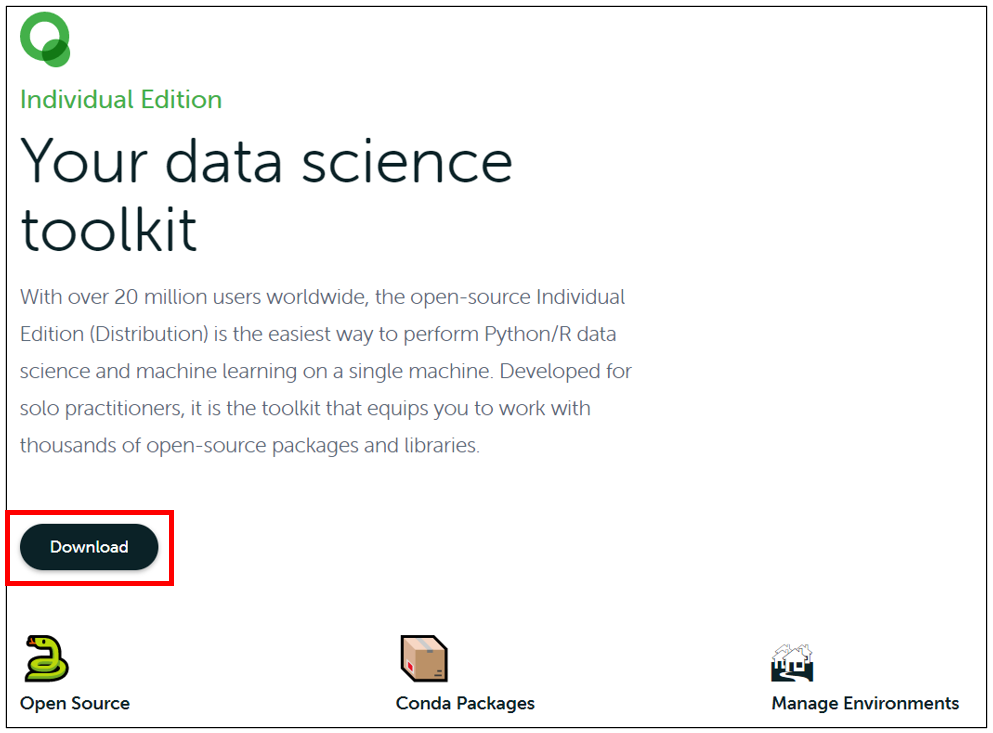 Individual Edition
Your data science
toolkit
With over 20 million users worldwide, the open-source Individual
Edition (Distribution) is the easiest way to perform Python/R data
science and machine learning on a single machine. Developed for
solo practitioners, it is the toolkit that equips you to work with
thousands of open-source packages and libraries.
Download
Open Source
Conda Packages
Manage Environments